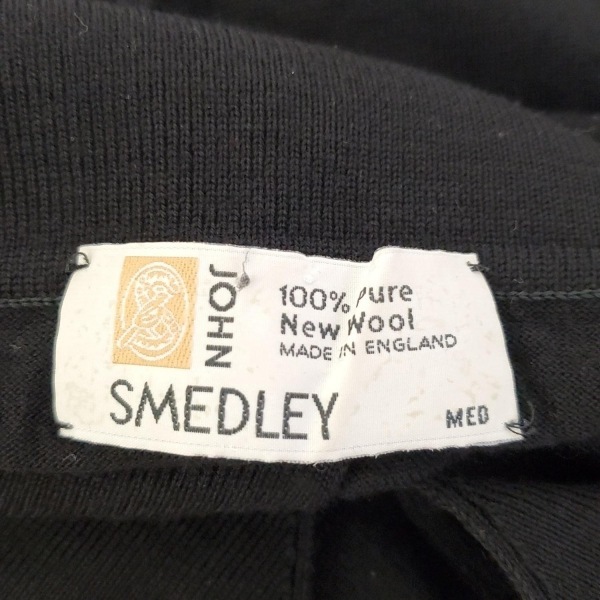 JOHN
SMEDLEY
100% Pure
New Wool
MADE IN ENGLAND
MED